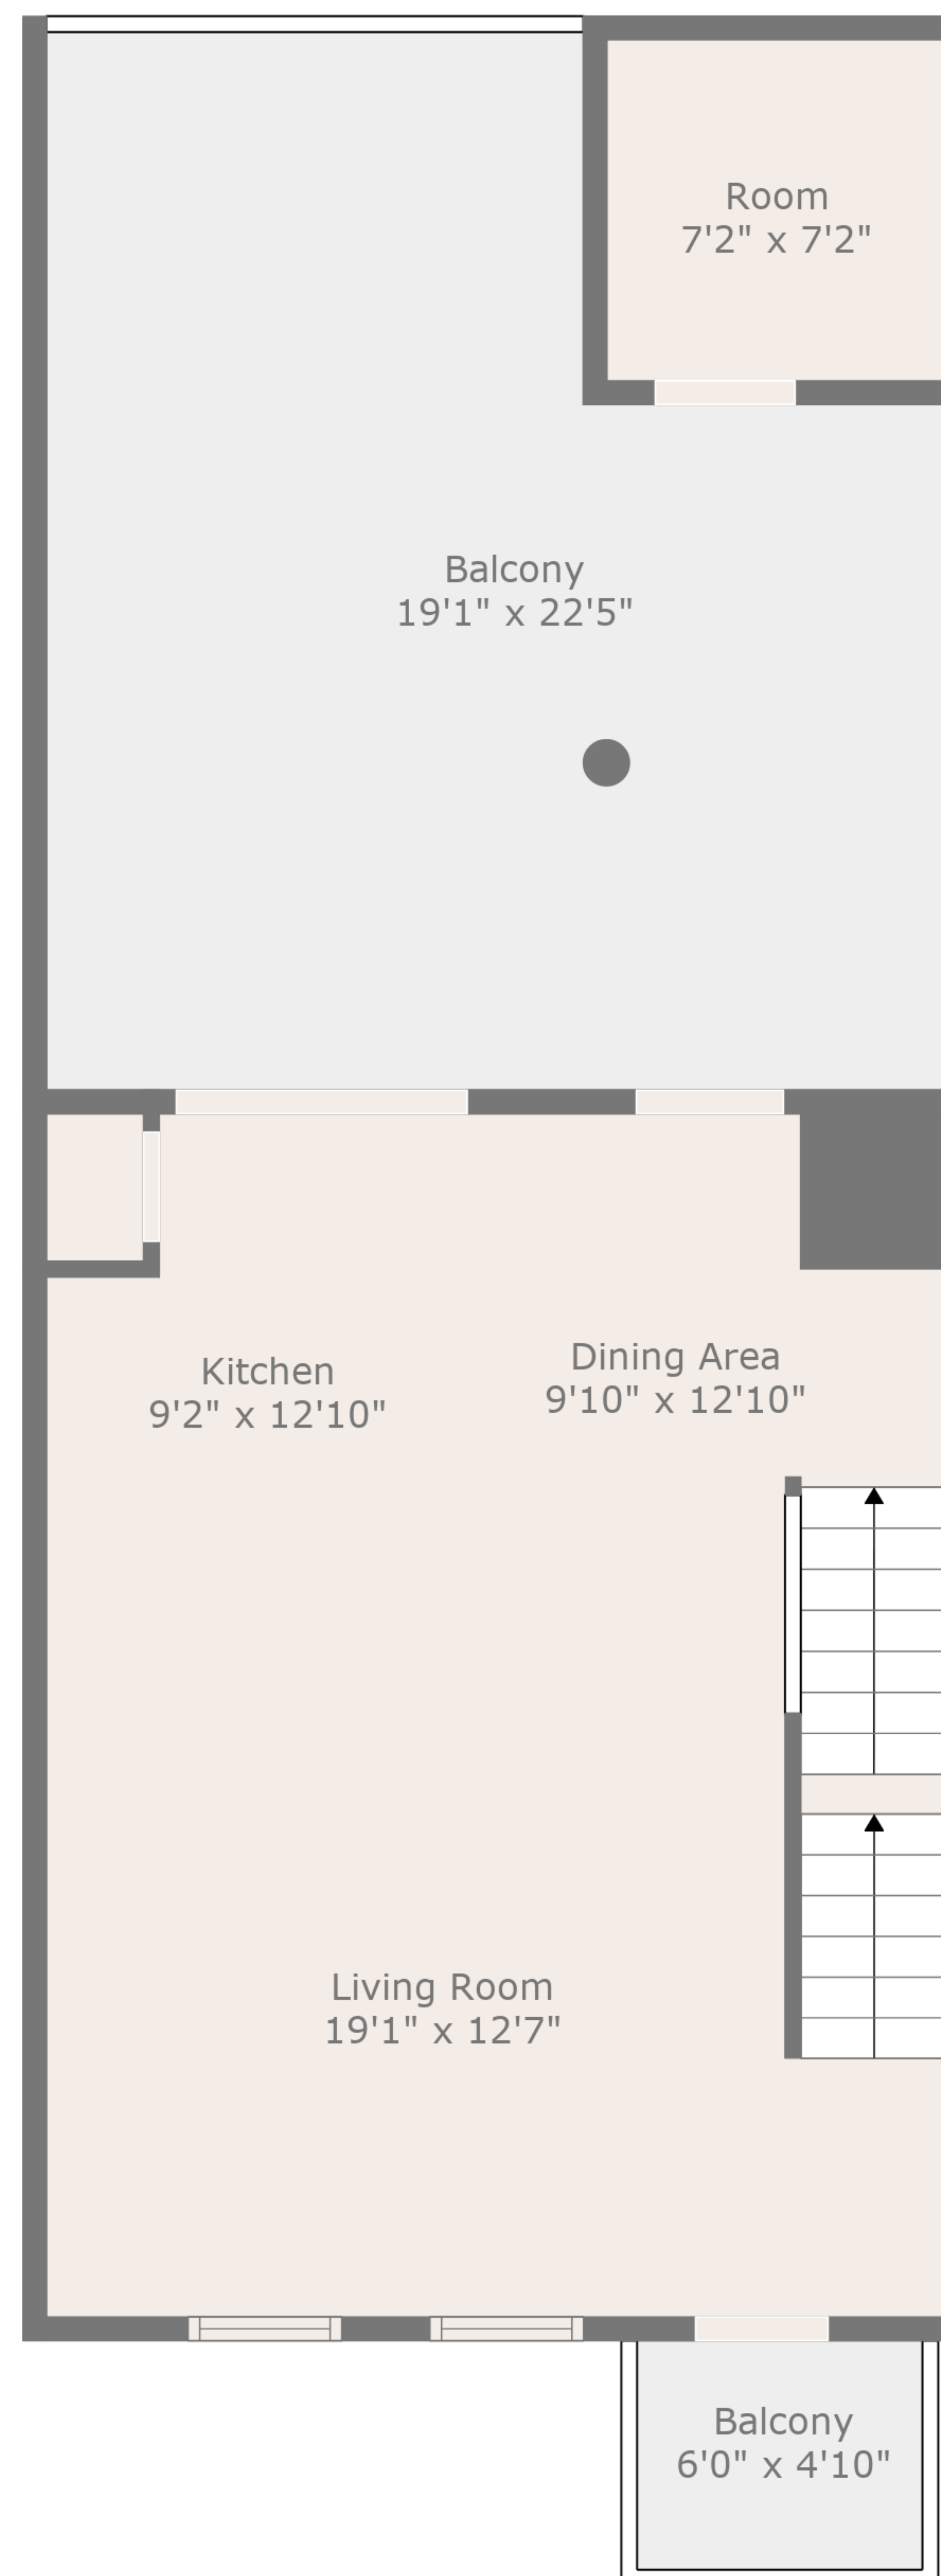 Room
7'2" x 7'2"
Balcony
19'1" x 22'5"
Kitchen
9'2" x 12'10"
Dining Area
9'10" x 12'10"
Living Room
19'1" x 12'7"
Balcony
6'0" x 4'10"